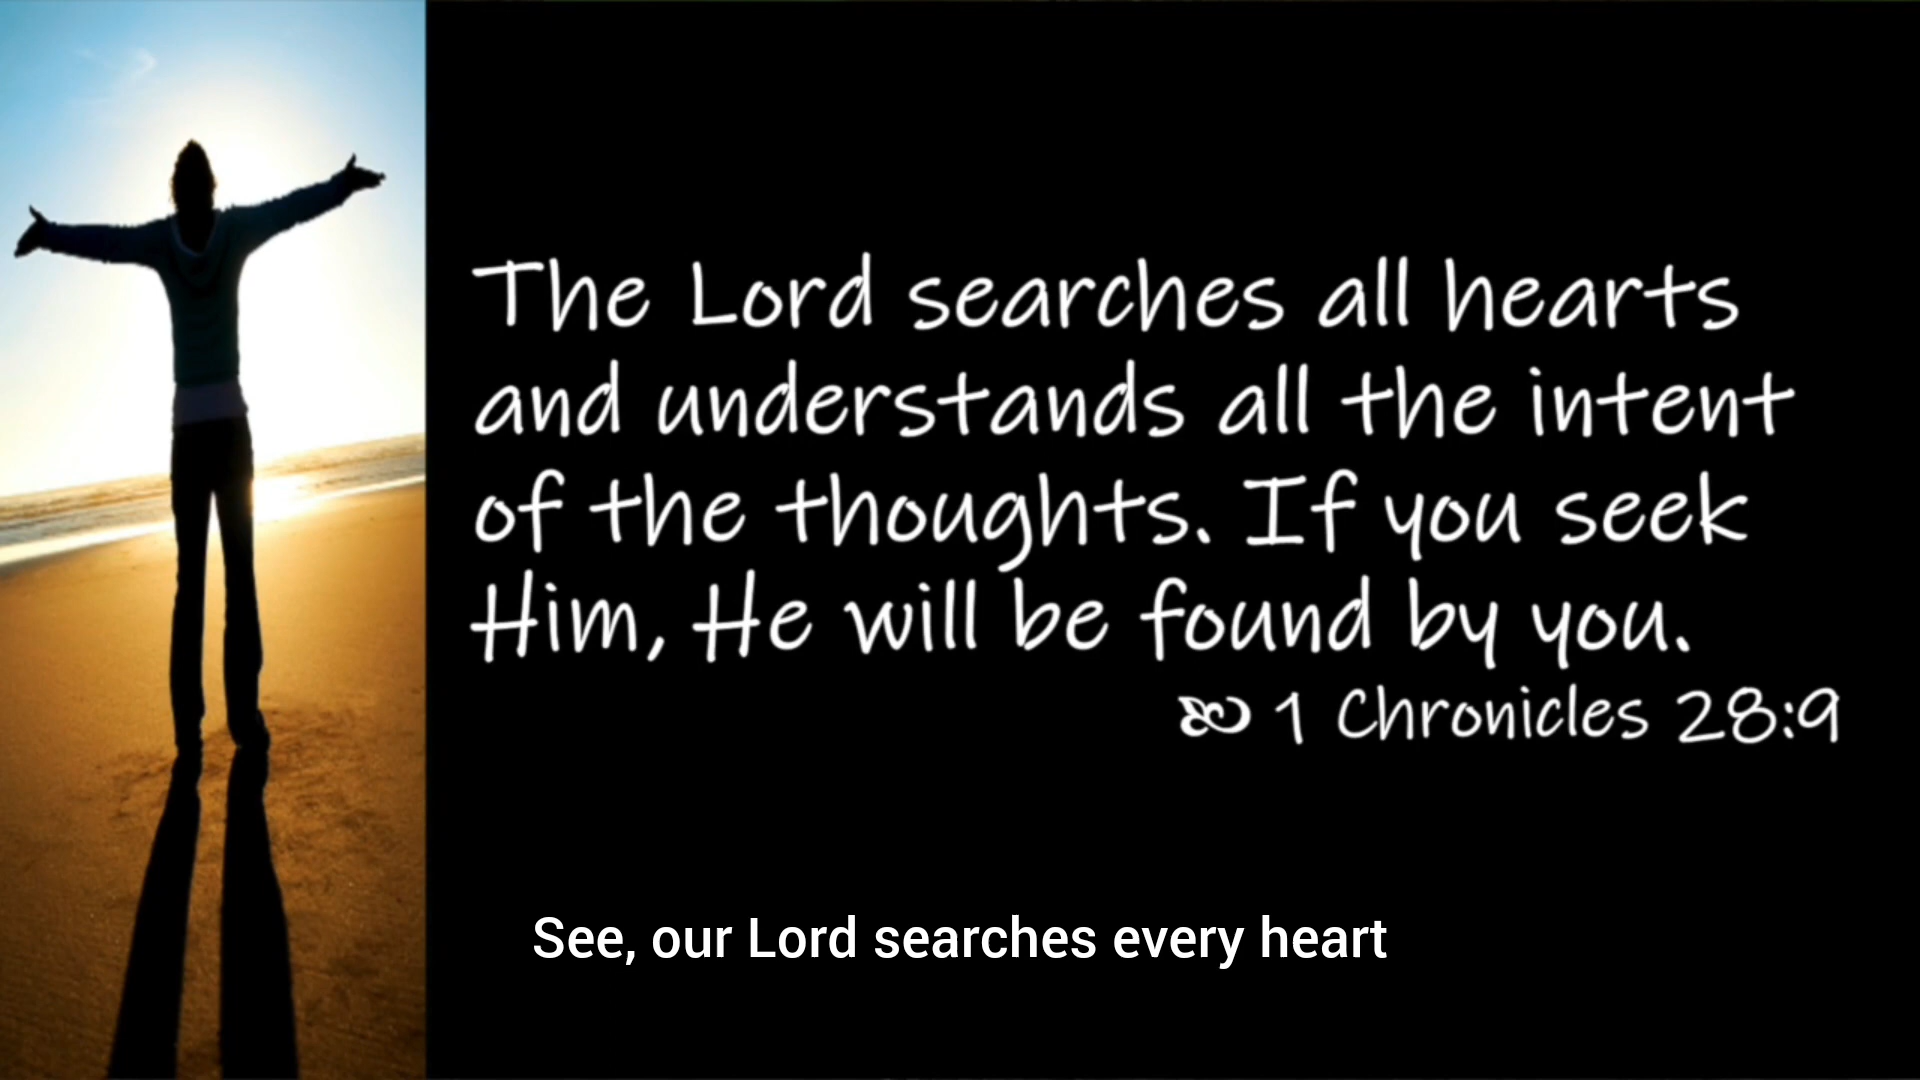 The Lord searches all hearts
and understands all the intent
of the thoughts. If you seek
Him, He will be found by you.
1 Chronicles 28:9
See, our Lord searches every heart